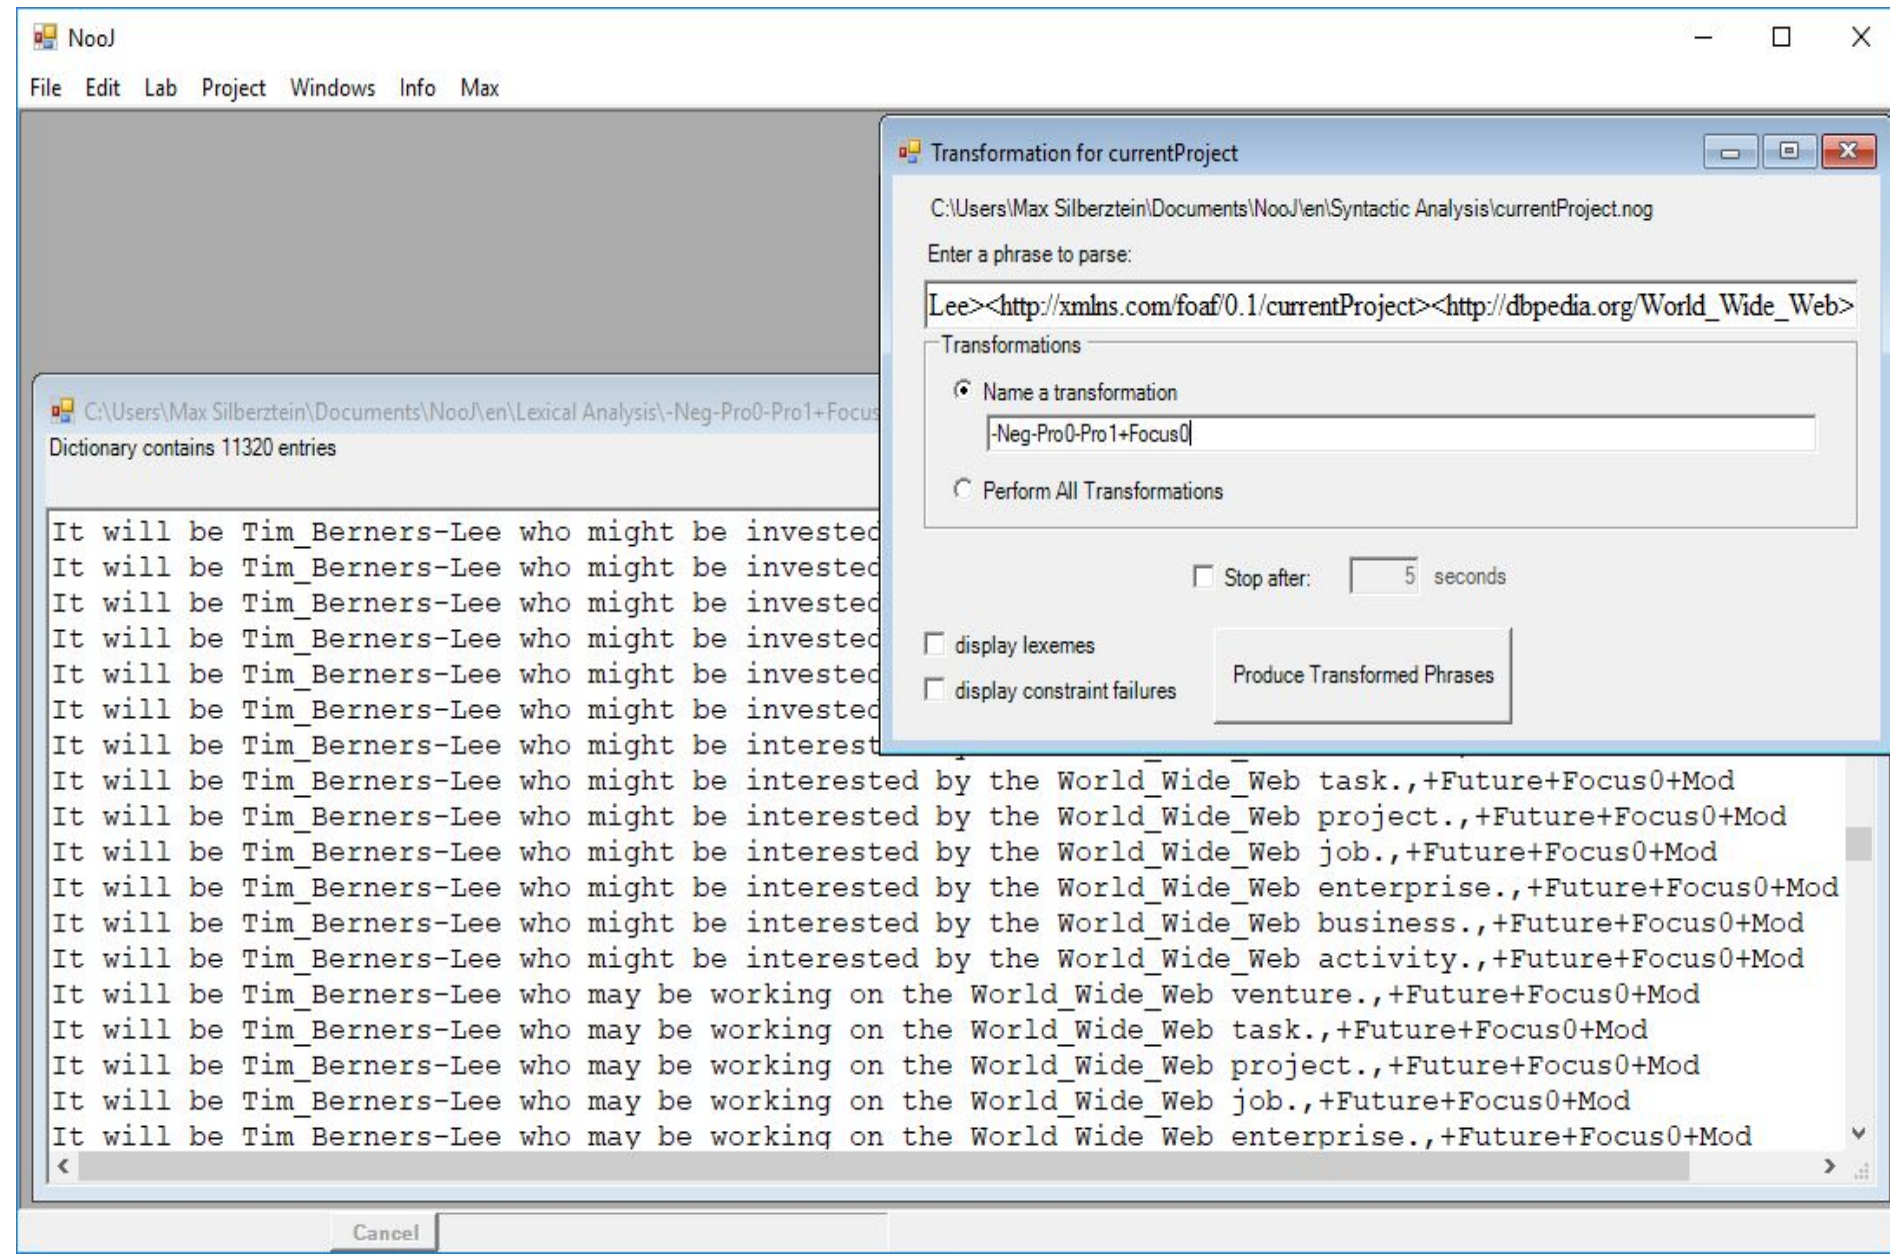 NooJ
File Edit Lab Project Windows Info Max
Transformation for currentProject
C:\Users\Max Silberztein\Documents\NooJ\en\Syntactic Analysis\currentProject.nog
Enter a phrase to parse:
Lee><http://xmlns.com/foaf/0.1/currentProject><http://dbpedia.org/World_Wide_Web>
Transformations
Name a transformation
-Neg-Pro0-Pro1+Focus0
Perform All Transformations
Stop after: 5 seconds
display lexemes
display constraint failures
Produce Transformed Phrases
C:\Users\Max Silberztein\Documents\NooJ\en\Lexical Analysis\-Neg-Pro0-Pro1+Focus
Dictionary contains 11320 entries
It will be Tim_Berners-Lee who might be invested
It will be Tim_Berners-Lee who might be invested
It will be Tim_Berners-Lee who might be invested
It will be Tim_Berners-Lee who might be invested
It will be Tim_Berners-Lee who might be invested
It will be Tim_Berners-Lee who might be invested
It will be Tim_Berners-Lee who might be interest
It will be Tim_Berners-Lee who might be interested by the World_Wide_Web task.,+Future+Focus0+Mod
It will be Tim_Berners-Lee who might be interested by the World_Wide_Web project.,+Future+Focus0+Mod
It will be Tim_Berners-Lee who might be interested by the World_Wide_Web job.,+Future+Focus0+Mod
It will be Tim_Berners-Lee who might be interested by the World_Wide_Web enterprise.,+Future+Focus0+Mod
It will be Tim_Berners-Lee who might be interested by the World_Wide_Web business.,+Future+Focus0+Mod
It will be Tim_Berners-Lee who might be interested by the World_Wide_Web activity.,+Future+Focus0+Mod
It will be Tim_Berners-Lee who may be working on the World_Wide_Web venture.,+Future+Focus0+Mod
It will be Tim_Berners-Lee who may be working on the World_Wide_Web task.,+Future+Focus0+Mod
It will be Tim_Berners-Lee who may be working on the World_Wide_Web project.,+Future+Focus0+Mod
It will be Tim_Berners-Lee who may be working on the World_Wide_Web job.,+Future+Focus0+Mod
It will be Tim Berners-Lee who may be working on the World Wide Web enterprise.,+Future+Focus0+Mod
Cancel